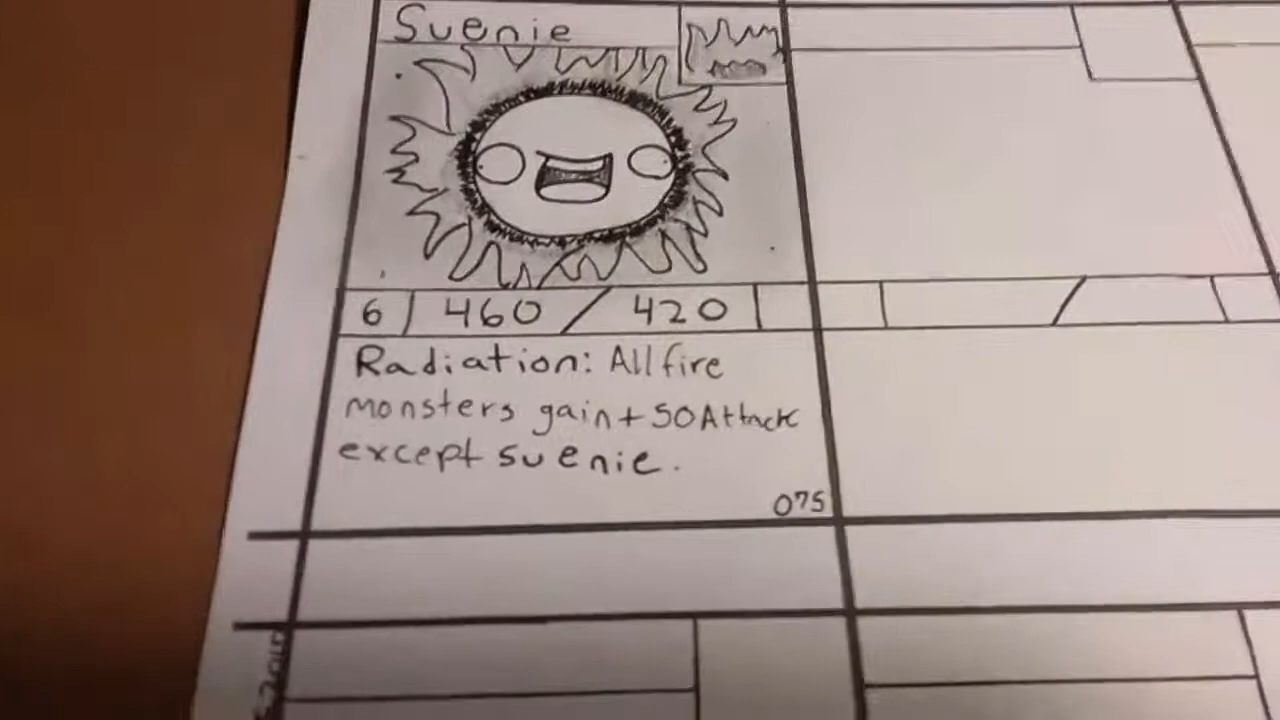 Suenie
6 460 / 420
Radiation: All fire
monsters gain + 50 Attack
except suenie.
075